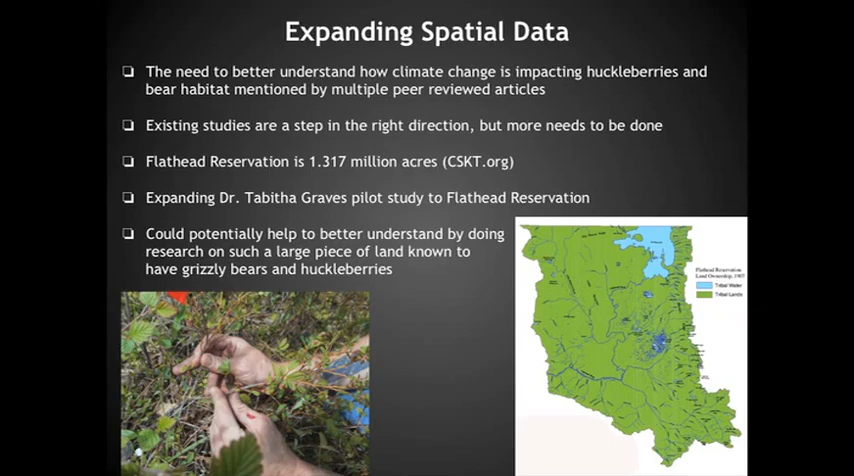 Expanding Spatial Data
❏ The need to better understand how climate change is impacting huckleberries and
bear habitat mentioned by multiple peer reviewed articles
❏ Existing studies are a step in the right direction, but more needs to be done
❏ Flathead Reservation is 1.317 million acres (CSKT.org)
❏ Expanding Dr. Tabitha Graves pilot study to Flathead Reservation
❏ Could potentially help to better understand by doing
research on such a large piece of land known to
have grizzly bears and huckleberries
Flathead Reservation
Tribal Water
Tribal Lands